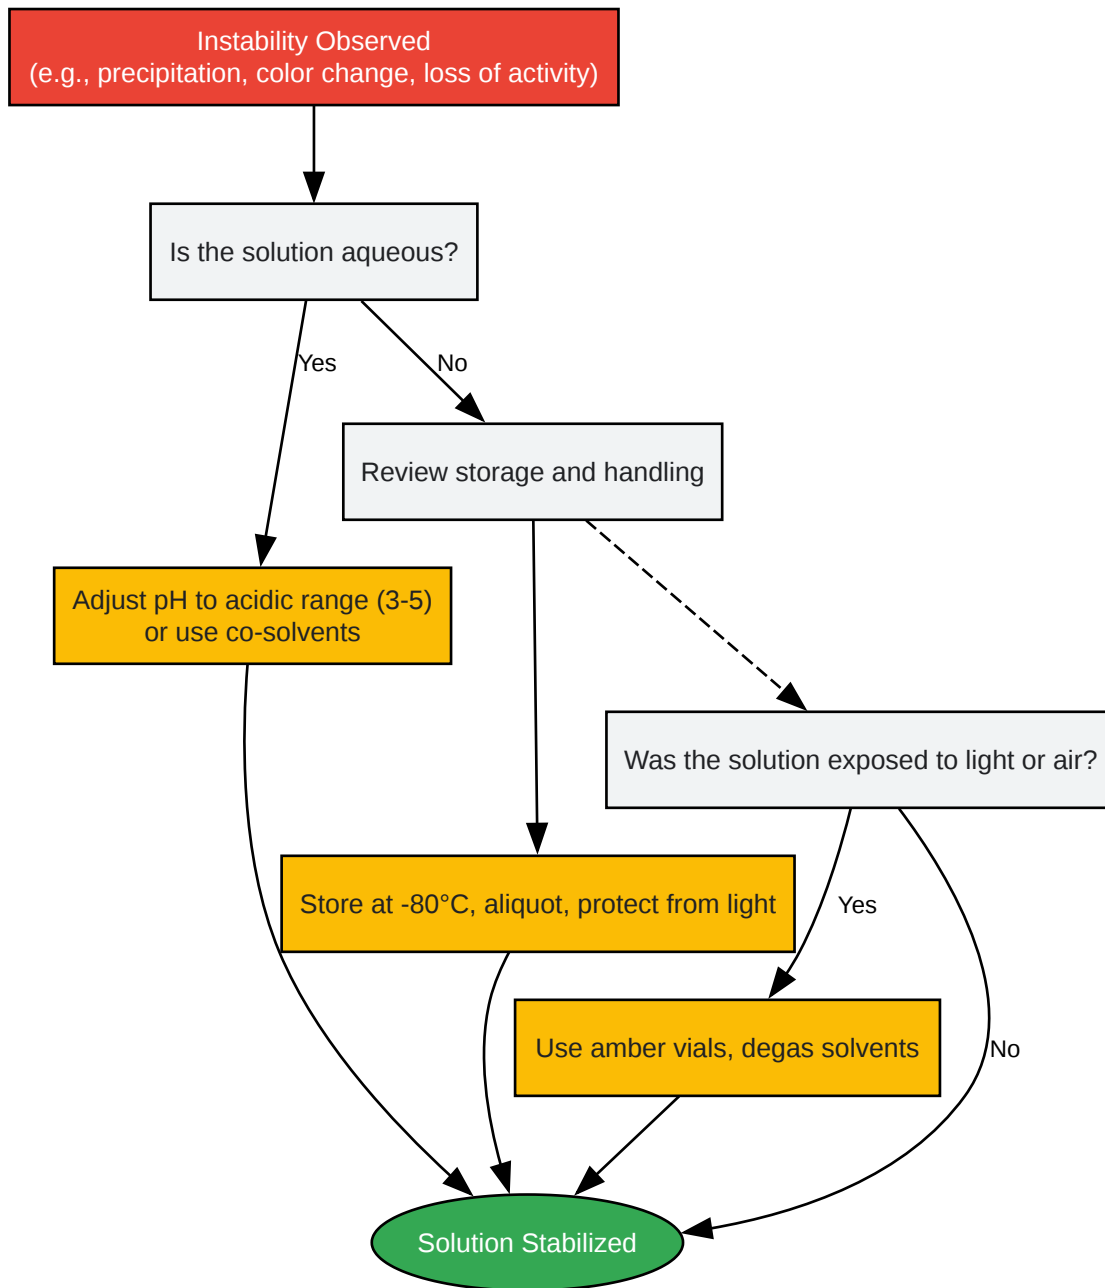 Instability Observed
(e.g., precipitation, color change, loss of activity)
Is the solution aqueous?
Yes
No
Review storage and handling
Adjust pH to acidic range (3-5)
or use co-solvents
Was the solution exposed to light or air?
Store at -80°C, aliquot, protect from light
Yes
Use amber vials, degas solvents
No
Solution Stabilized